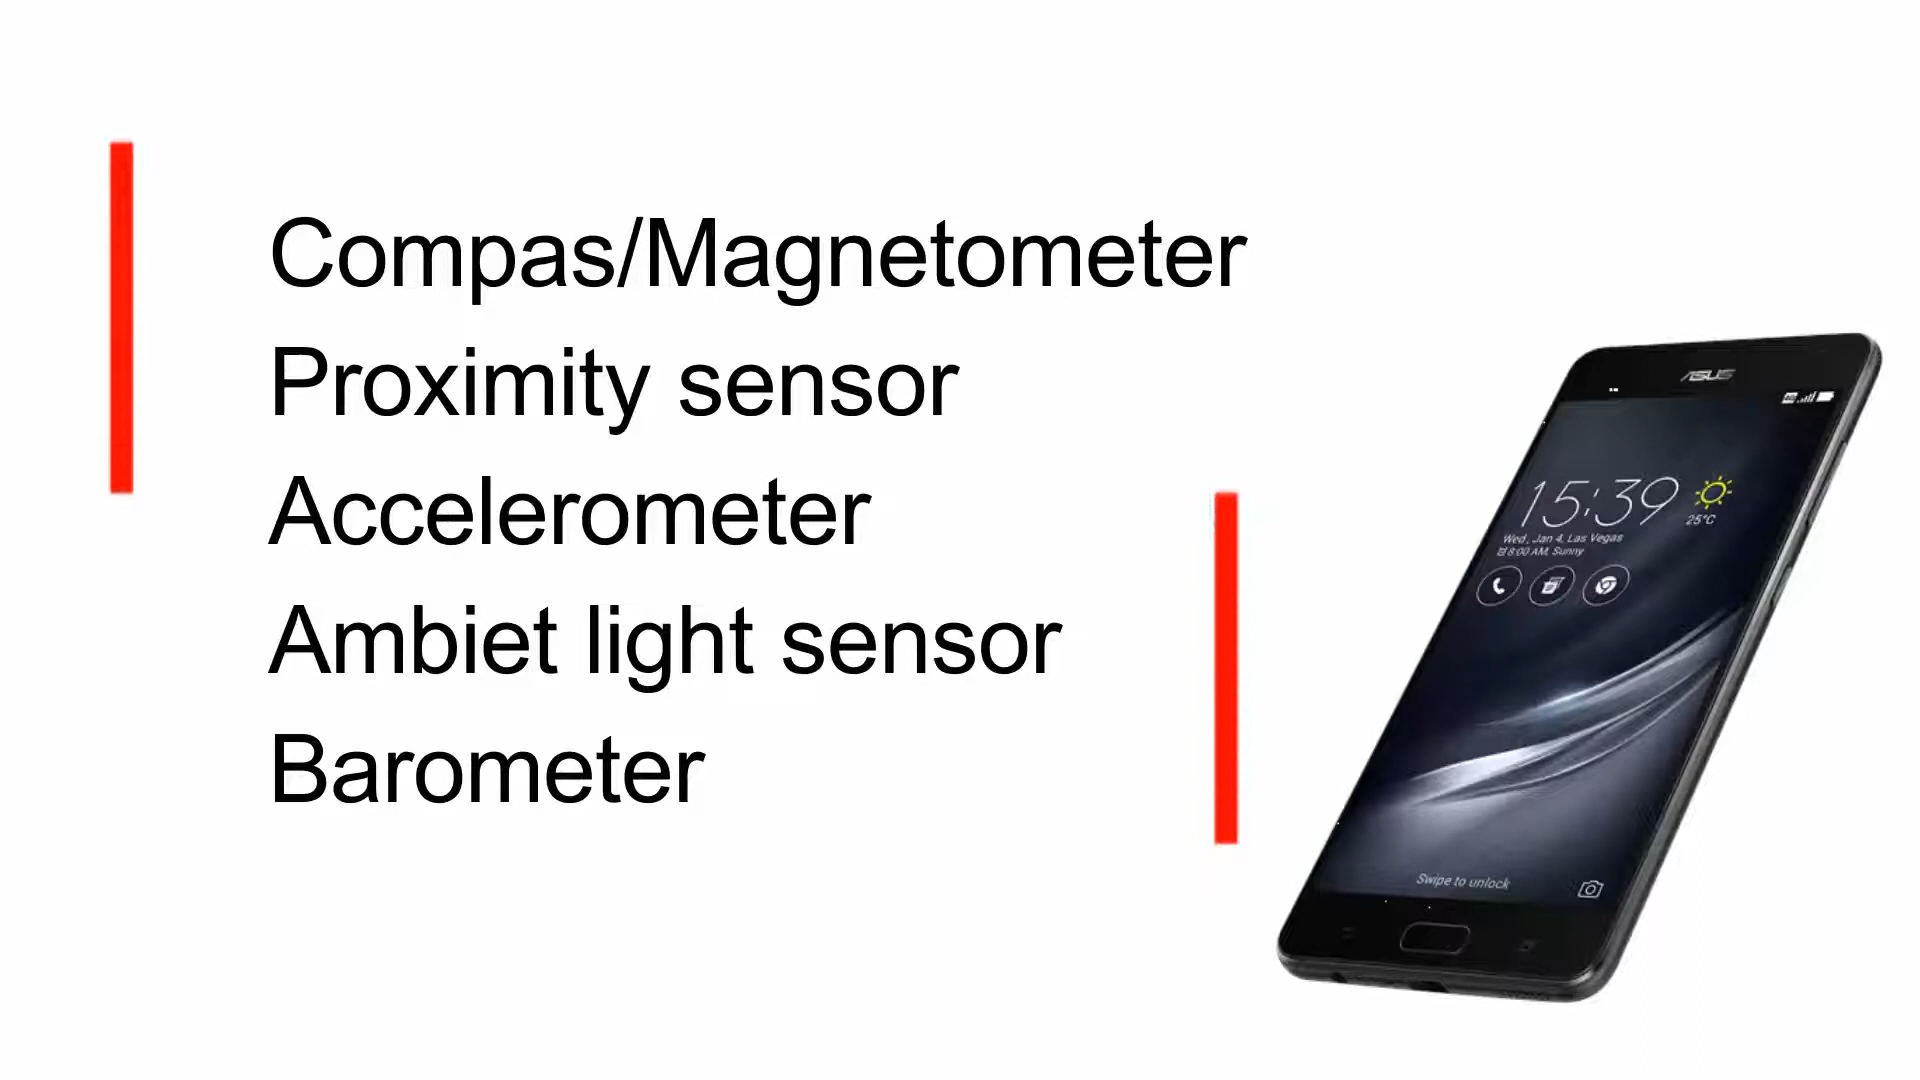 Compas/Magnetometer
Proximity sensor
Accelerometer
Ambiet light sensor
Barometer
ASUS
4G
15:39
25°C
Wed, Jan 4, Las Vegas
8:00 AM, Sunny
Swipe to unlock